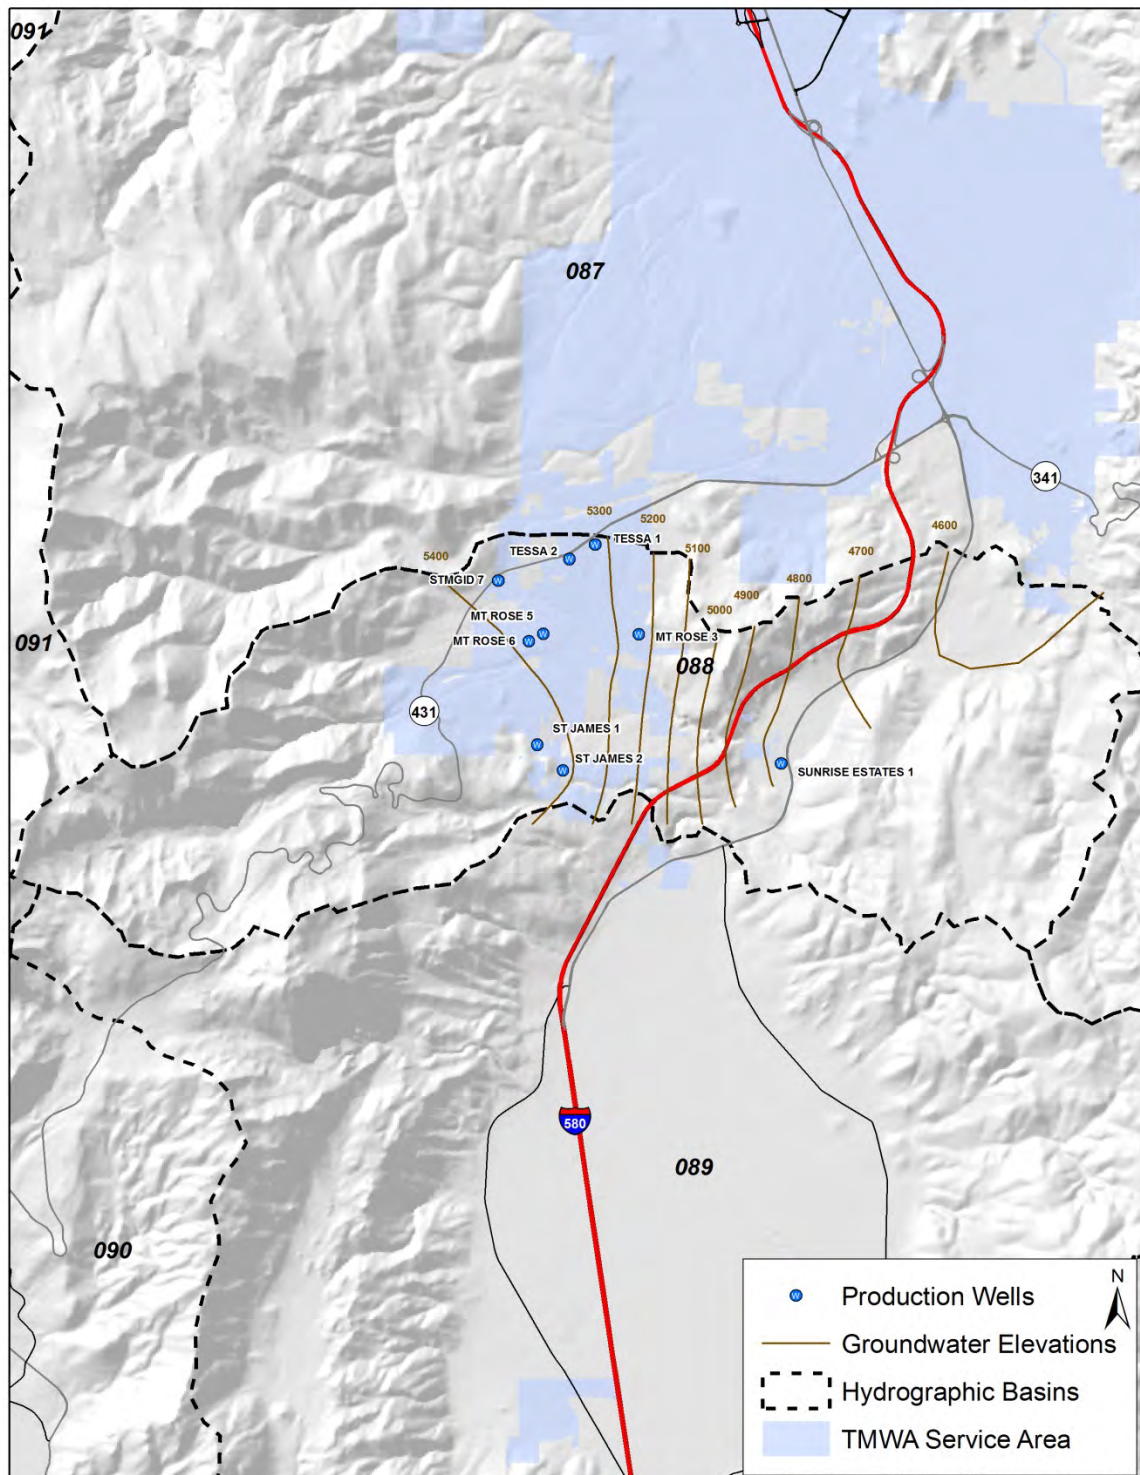 091
087
341
5300
5200
TESSA 1
4600
5400
TESSA 2
5100
4700
STMGID 7
4800
4900
MT ROSE 5
5000
MT ROSE 6
MT ROSE 3
091
088
431
ST JAMES 1
ST JAMES 2
SUNRISE ESTATES 1
580
089
090
N
W Production Wells
Groundwater Elevations
Hydrographic Basins
TMWA Service Area